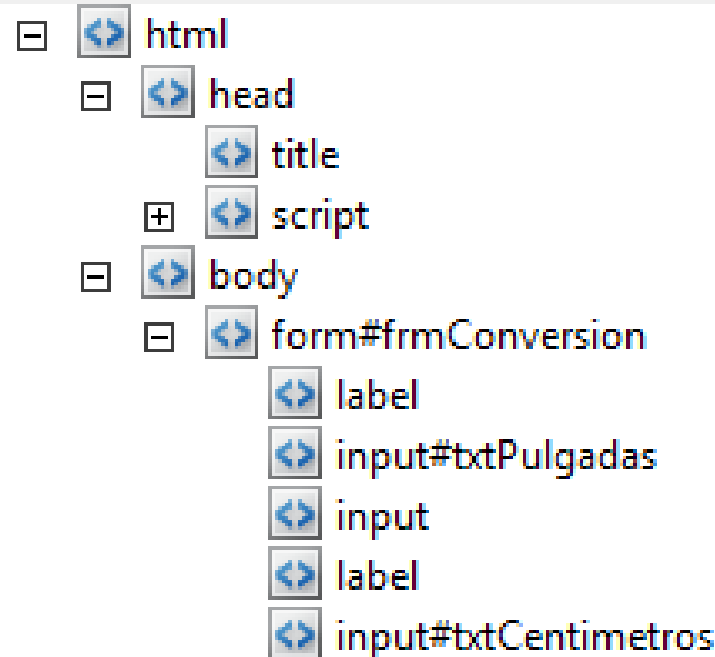 html
head
title
script
body
form#frmConversion
label
input#txtPulgadas
input
label
input#txtCentimetros